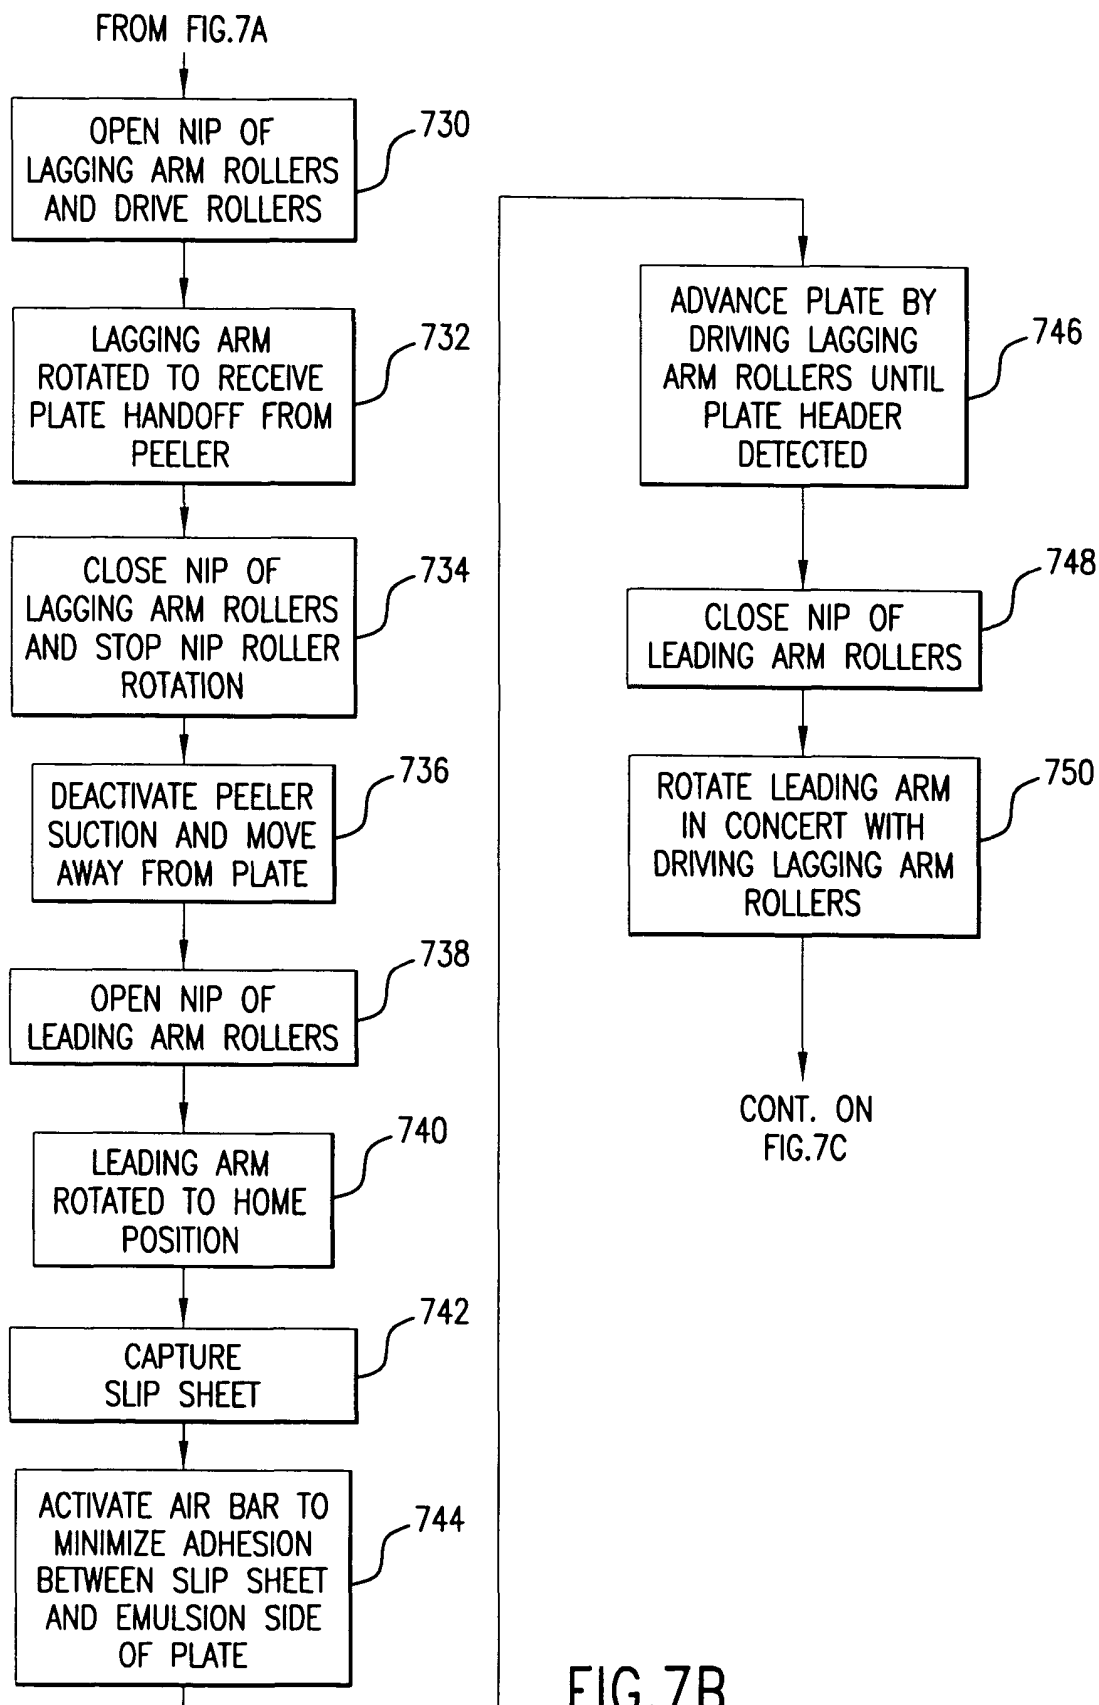 FROM FIG.7A
OPEN NIP OF
LAGGING ARM ROLLERS
AND DRIVE ROLLERS
730
LAGGING ARM
ROTATED TO RECEIVE
PLATE HANDOFF FROM
PEELER
732
CLOSE NIP OF
LAGGING ARM ROLLERS
AND STOP NIP ROLLER
ROTATION
734
DEACTIVATE PEELER
SUCTION AND MOVE
AWAY FROM PLATE
736
OPEN NIP OF
LEADING ARM ROLLERS
738
LEADING ARM
ROTATED TO HOME
POSITION
740
CAPTURE
SLIP SHEET
742
ACTIVATE AIR BAR TO
MINIMIZE ADHESION
BETWEEN SLIP SHEET
AND EMULSION SIDE
OF PLATE
744
ADVANCE PLATE BY
DRIVING LAGGING
ARM ROLLERS UNTIL
PLATE HEADER
DETECTED
746
CLOSE NIP OF
LEADING ARM ROLLERS
748
ROTATE LEADING ARM
IN CONCERT WITH
DRIVING LAGGING ARM
ROLLERS
750
CONT. ON
FIG.7C
FIG.7B